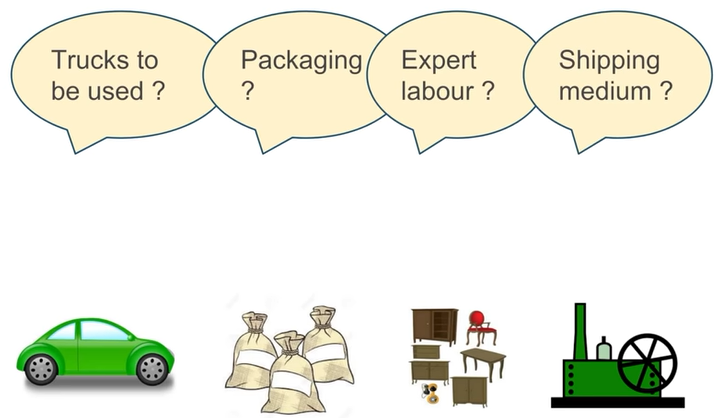 Trucks to
be used ?
Packaging
?
Expert
labour ?
Shipping
medium ?